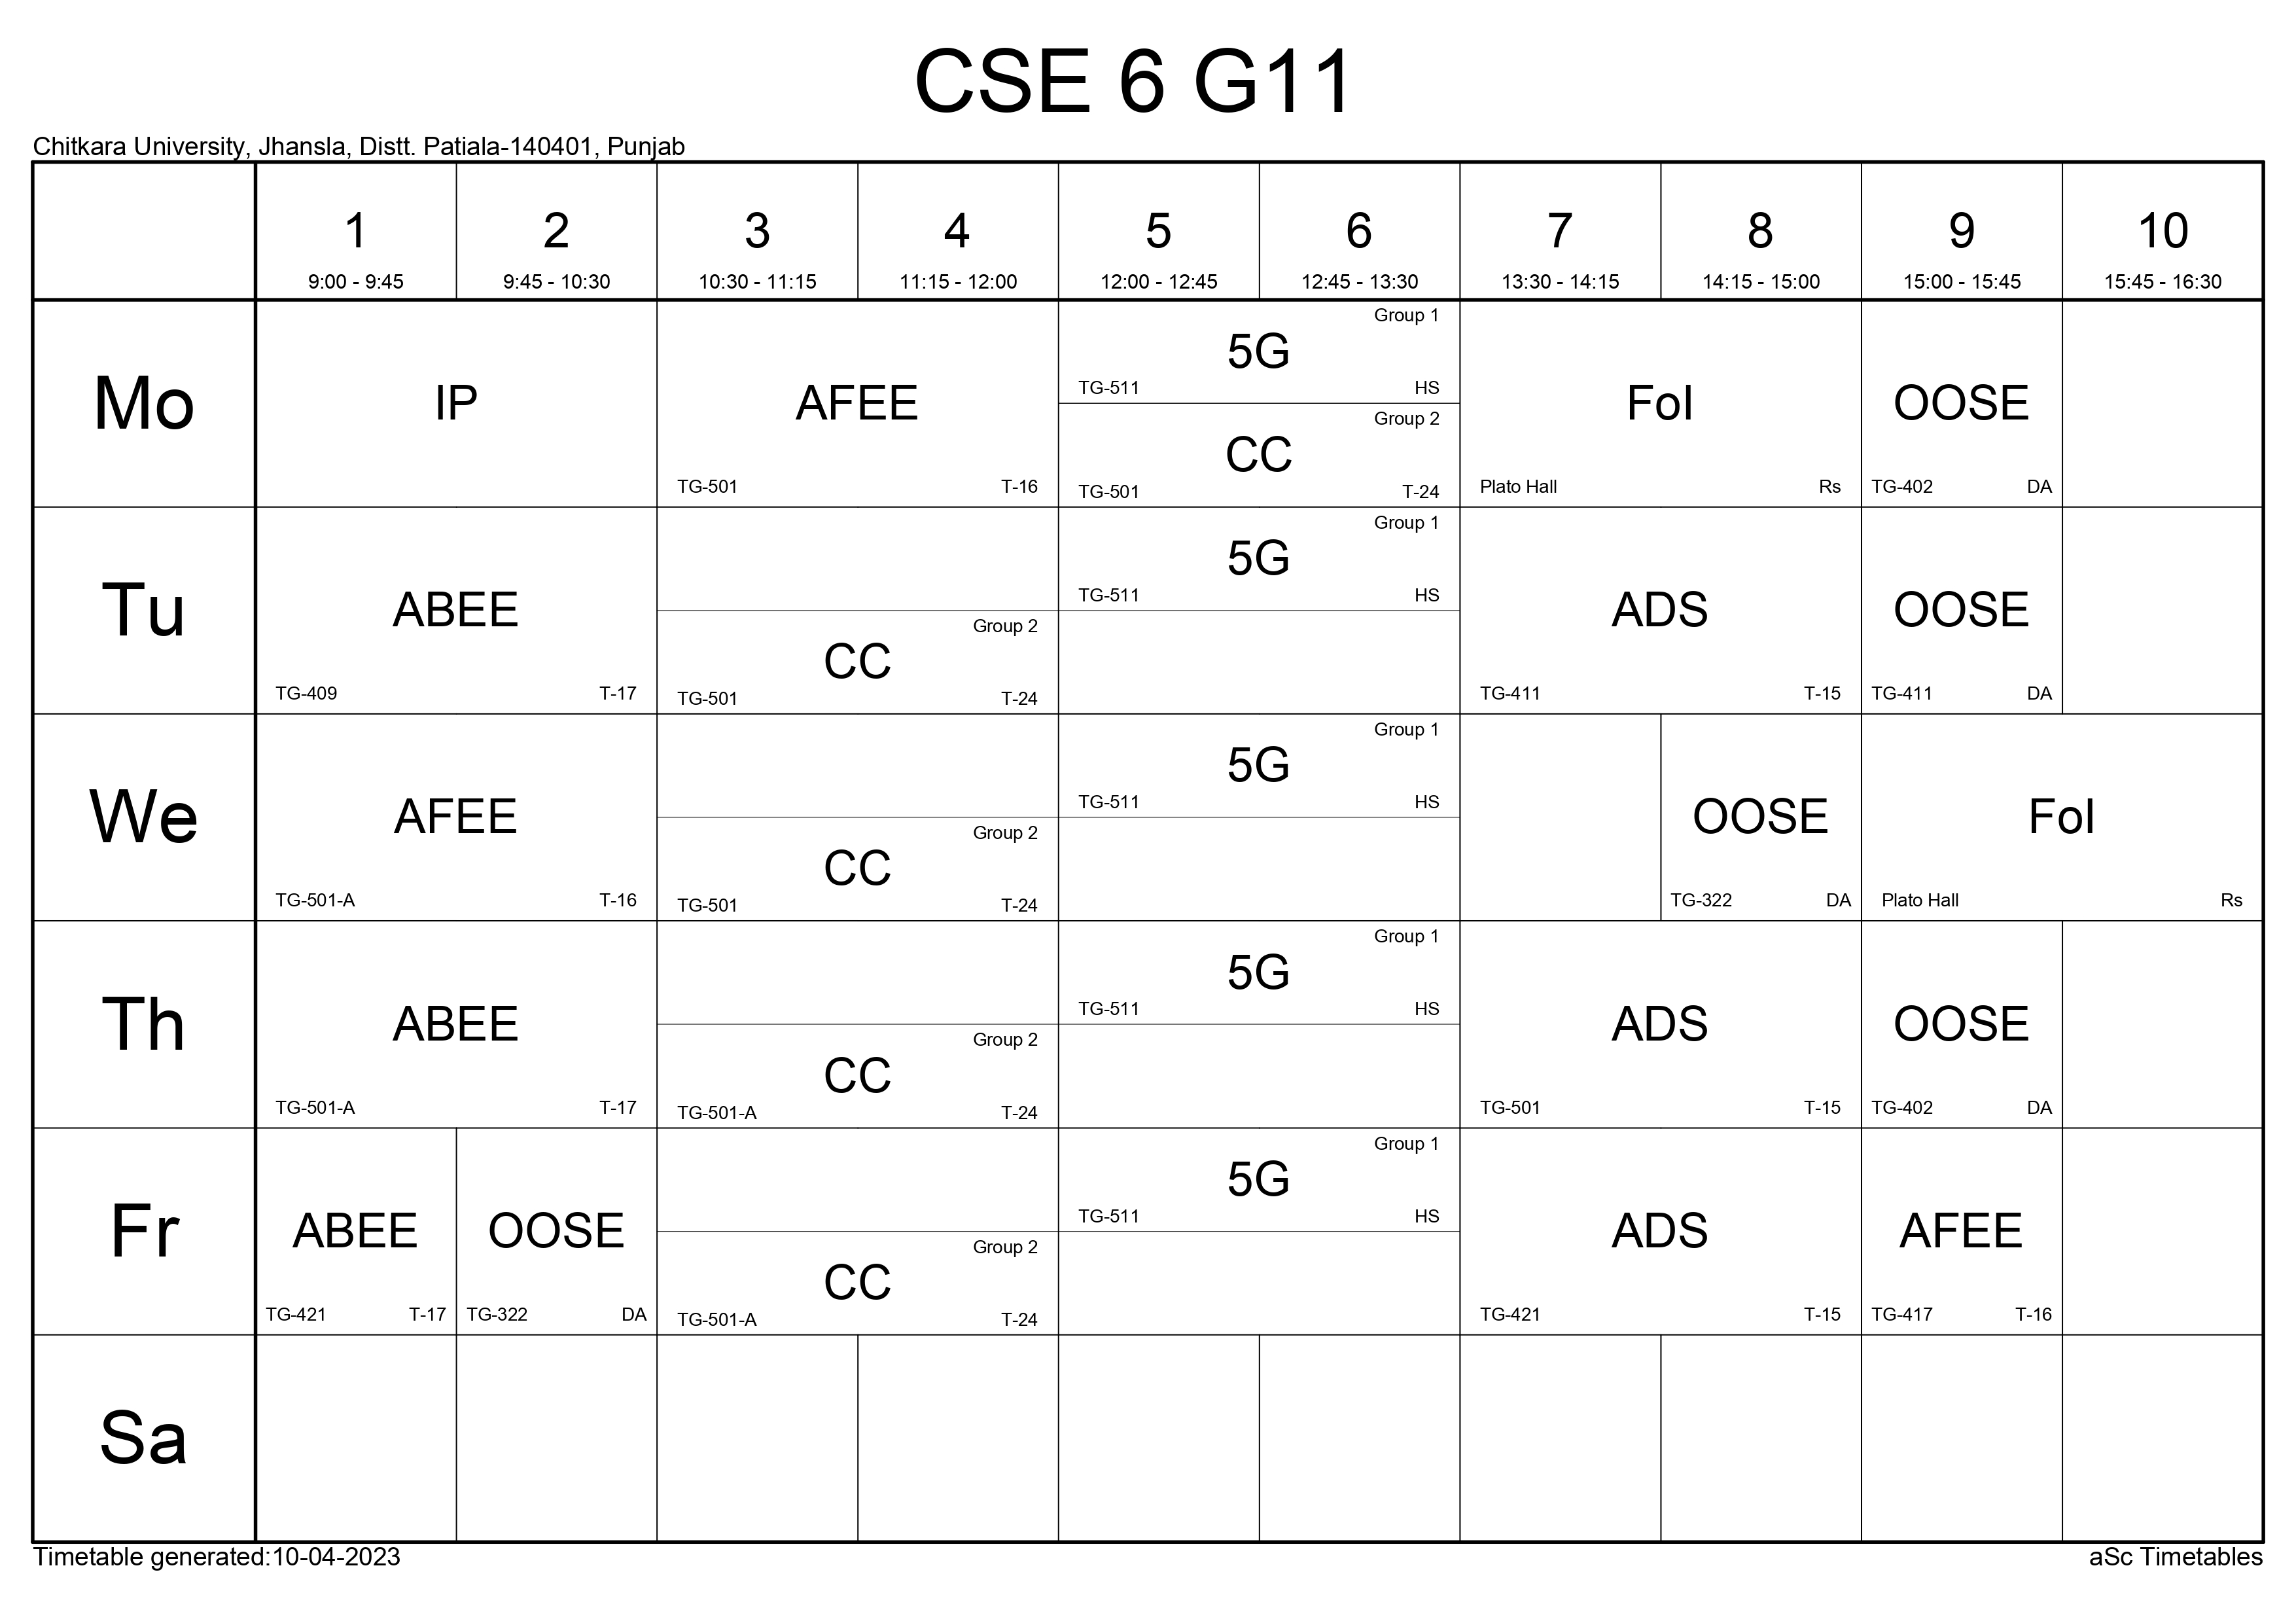 CSE 6 G11
Chitkara University, Jhansla, Distt. Patiala-140401, Punjab
1 2 3 4 5 6 7 8 9 10
9:00 - 9:45 9:45 - 10:30 10:30 - 11:15 11:15 - 12:00 12:00 - 12:45 12:45 - 13:30 13:30 - 14:15 14:15 - 15:00 15:00 - 15:45 15:45 - 16:30
Mo
IP
AFEE
TG-501 T-16
Group 1
5G
TG-511 HS
Group 2
CC
TG-501 T-24
FoI
Plato Hall Rs
OOSE
TG-402 DA
Tu
ABEE
TG-409 T-17
Group 2
CC
TG-501 T-24
Group 1
5G
TG-511 HS
ADS
TG-411 T-15
OOSE
TG-411 DA
We
AFEE
TG-501-A T-16
Group 2
CC
TG-501 T-24
Group 1
5G
TG-511 HS
OOSE
TG-322 DA
FoI
Plato Hall Rs
Th
ABEE
TG-501-A T-17
Group 2
CC
TG-501-A T-24
Group 1
5G
TG-511 HS
ADS
TG-501 T-15
OOSE
TG-402 DA
Fr
ABEE
TG-421 T-17
OOSE
TG-322 DA
Group 2
CC
TG-501-A T-24
Group 1
5G
TG-511 HS
ADS
TG-421 T-15
AFEE
TG-417 T-16
Sa
Timetable generated:10-04-2023
aSc Timetables